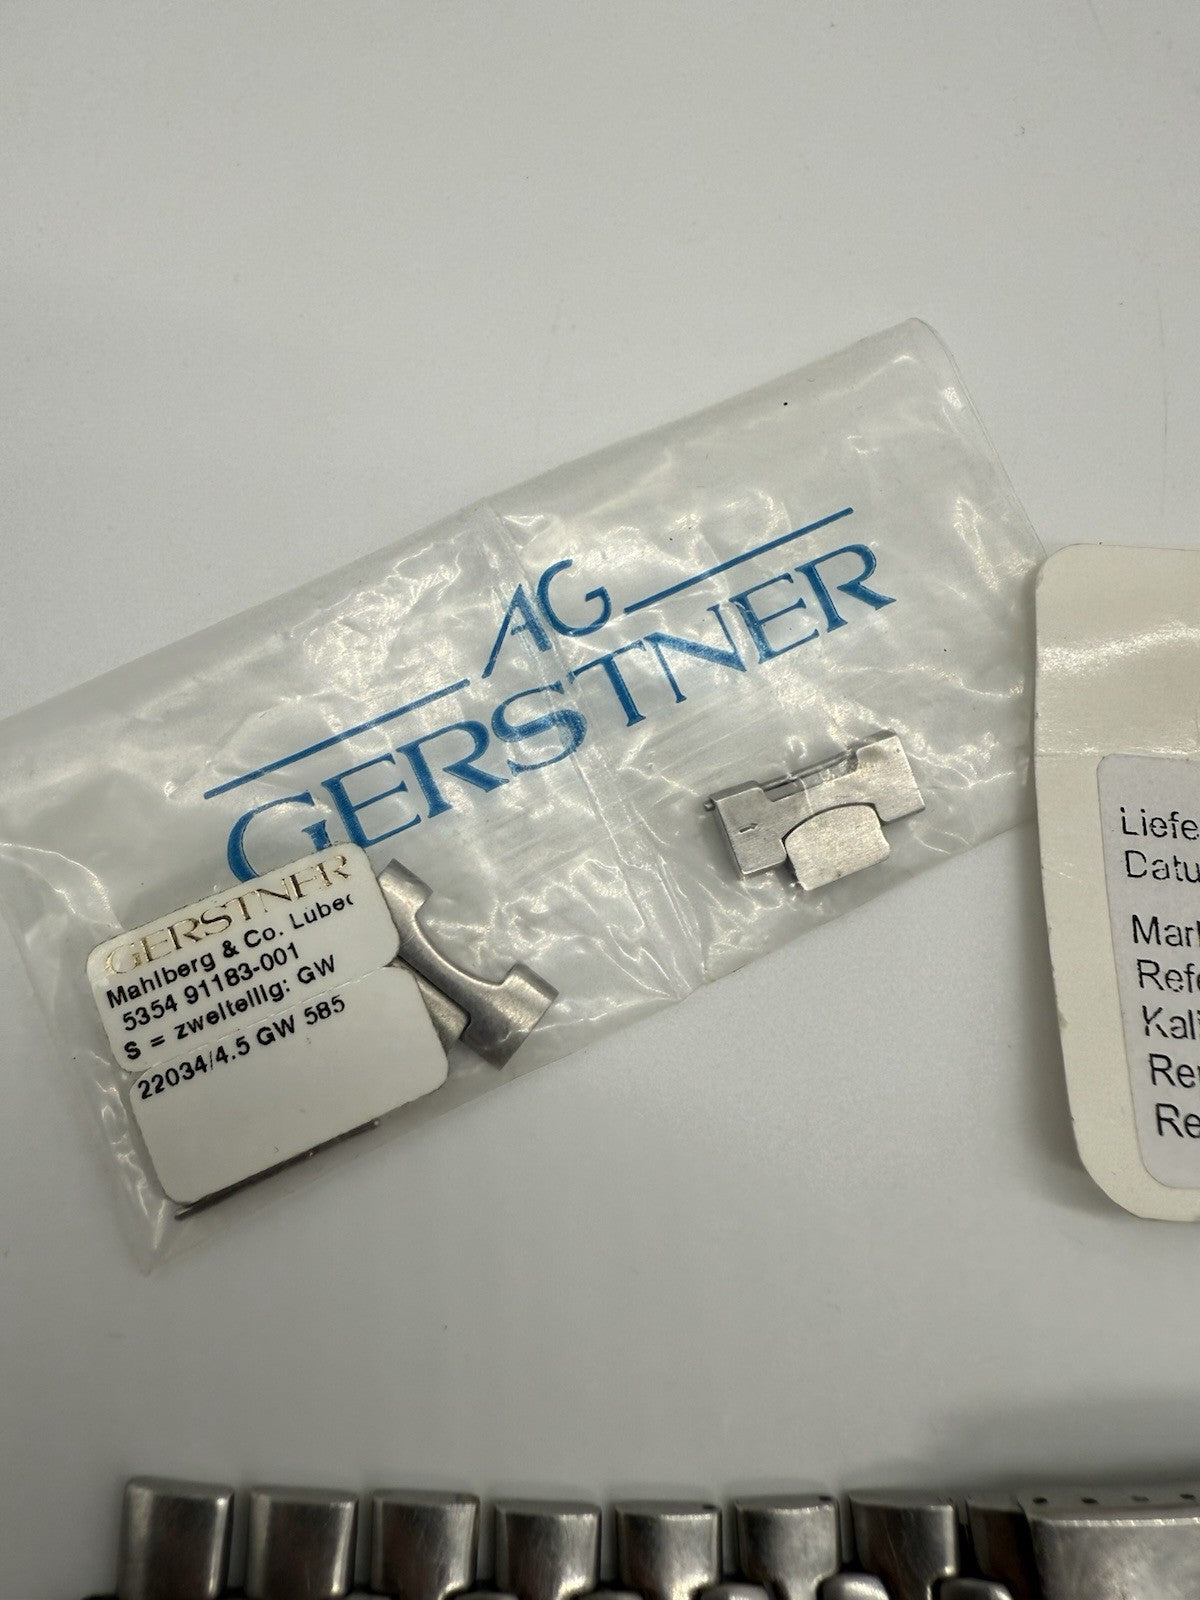 AG
GERSTNER
GERSTNER
Mahlberg & Co. Lübec
5354 91183-001
S = zweiteilig: GW
22034/4.5 GW 585
Liefe
Datu
Mar
Refe
Kali
Re
Re